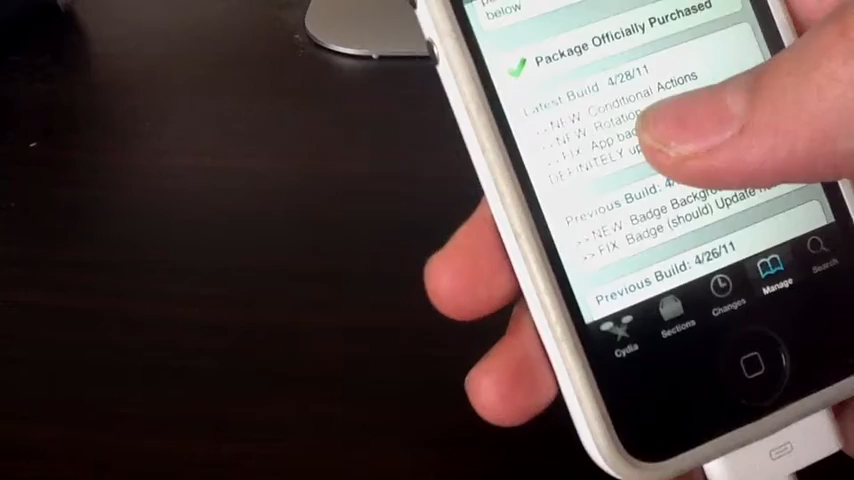 below
Package Officially Purchased
Latest Build 4/28/11
>>NEW Conditional Actions
>>NEW Rotation
>>FIX App
DEFINITELY
Previous Build:
>>NEW Badge
>>FIX Badge (should) Update
Previous Build: 4/26/11
Cydia
Sections
Changes
Manage
Search